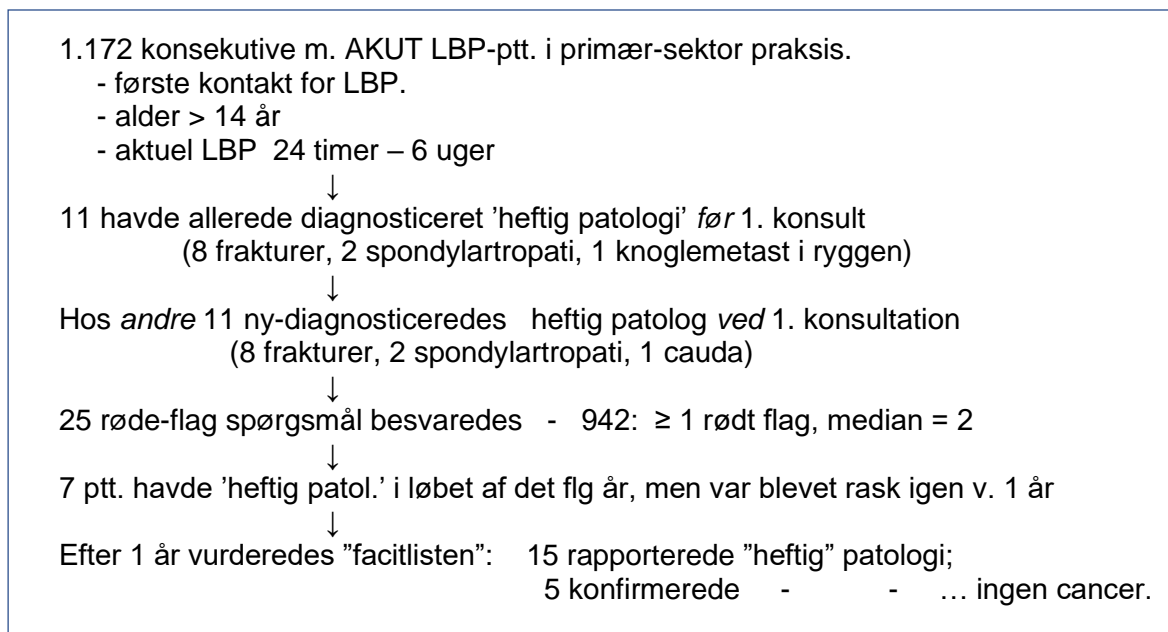 1.172 konsekutive m. AKUT LBP-ptt. i primær-sektor praksis.
- første kontakt for LBP.
- alder > 14 år
- aktuel LBP 24 timer – 6 uger
↓
11 havde allerede diagnosticeret 'heftig patologi' før 1. konsult
(8 frakturer, 2 spondylartropati, 1 knoglemetast i ryggen)
↓
Hos andre 11 ny-diagnosticeredes heftig patolog ved 1. konsultation
(8 frakturer, 2 spondylartropati, 1 cauda)
↓
25 røde-flag spørgsmål besvaredes - 942: ≥ 1 rødt flag, median = 2
↓
7 ptt. havde 'heftig patol.' i løbet af det flg år, men var blevet rask igen v. 1 år
↓
Efter 1 år vurderedes ”facitlisten”: 15 rapporterede ”heftig” patologi;
5 konfirmerede - - … ingen cancer.